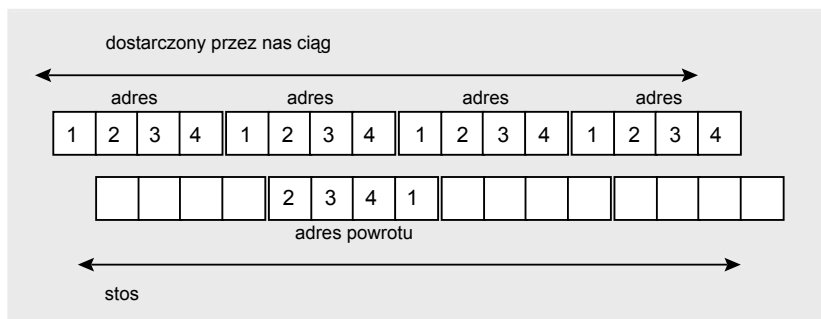 dostarczony przez nas ciąg
adres adres adres adres
1 2 3 4 1 2 3 4 1 2 3 4 1 2 3 4
2 3 4 1
adres powrotu
stos